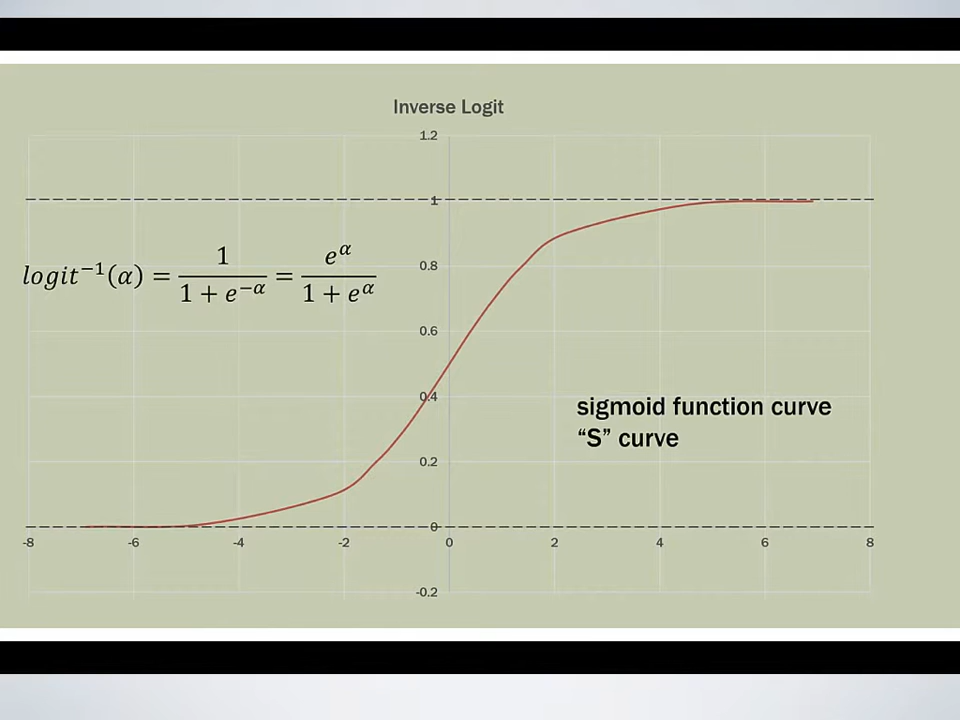 Inverse Logit
1.2
1
0.8
0.6
0.4
0.2
0
-0.2
-8 -6 -4 -2 0 2 4 6 8
logit⁻¹(α) = 1 / (1 + e^(−α)) = e^α / (1 + e^α)
sigmoid function curve
“S” curve